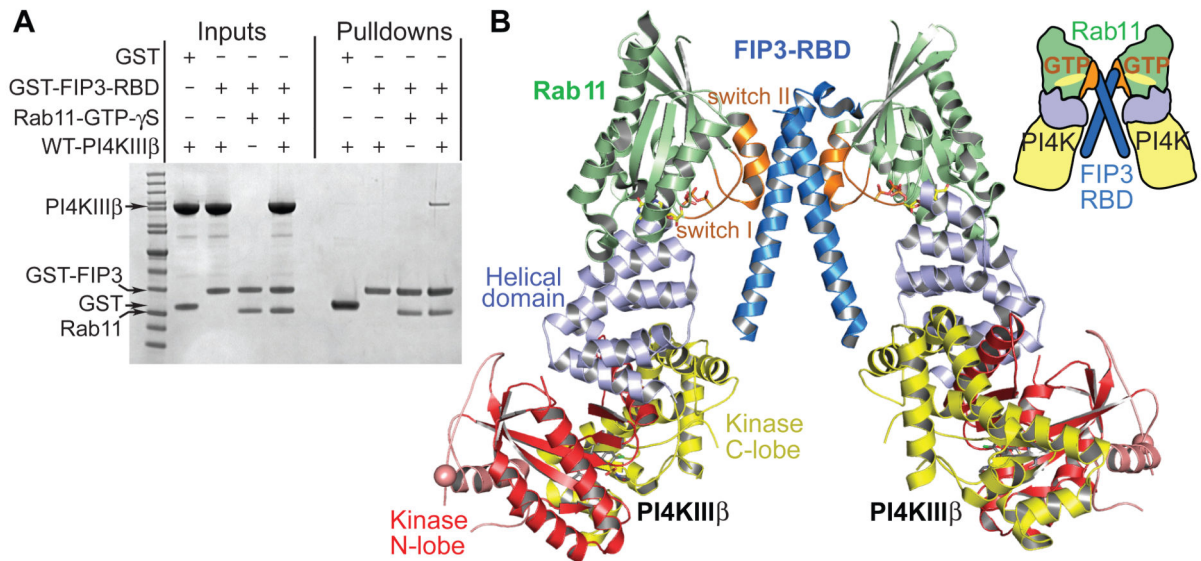 A
Inputs
Pulldowns
GST + – – – + – – –
GST-FIP3-RBD – + + + – + + +
Rab11-GTP-γS – – + + – – + +
WT-PI4KIIIβ + + – + + + – +
PI4KIIIβ
GST-FIP3
GST
Rab11
B
FIP3-RBD
Rab11
switch II
switch I
Helical
domain
Kinase
C-lobe
Kinase
N-lobe
PI4KIIIβ
PI4KIIIβ
Rab11
GTP GTP
PI4K PI4K
FIP3
RBD